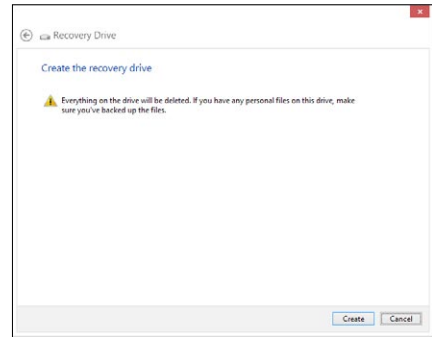 Recovery Drive
Create the recovery drive
Everything on the drive will be deleted. If you have any personal files on this drive, make
sure you've backed up the files.
Create Cancel